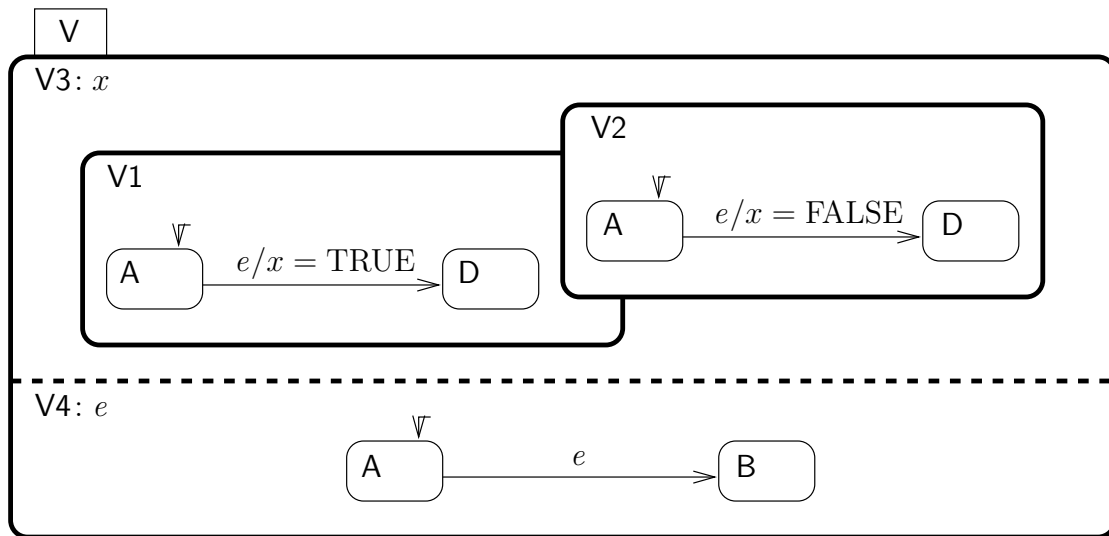 V
V3: x
V2
V1
A
e/x = FALSE
D
A
e/x = TRUE
D
V4: e
A
e
B